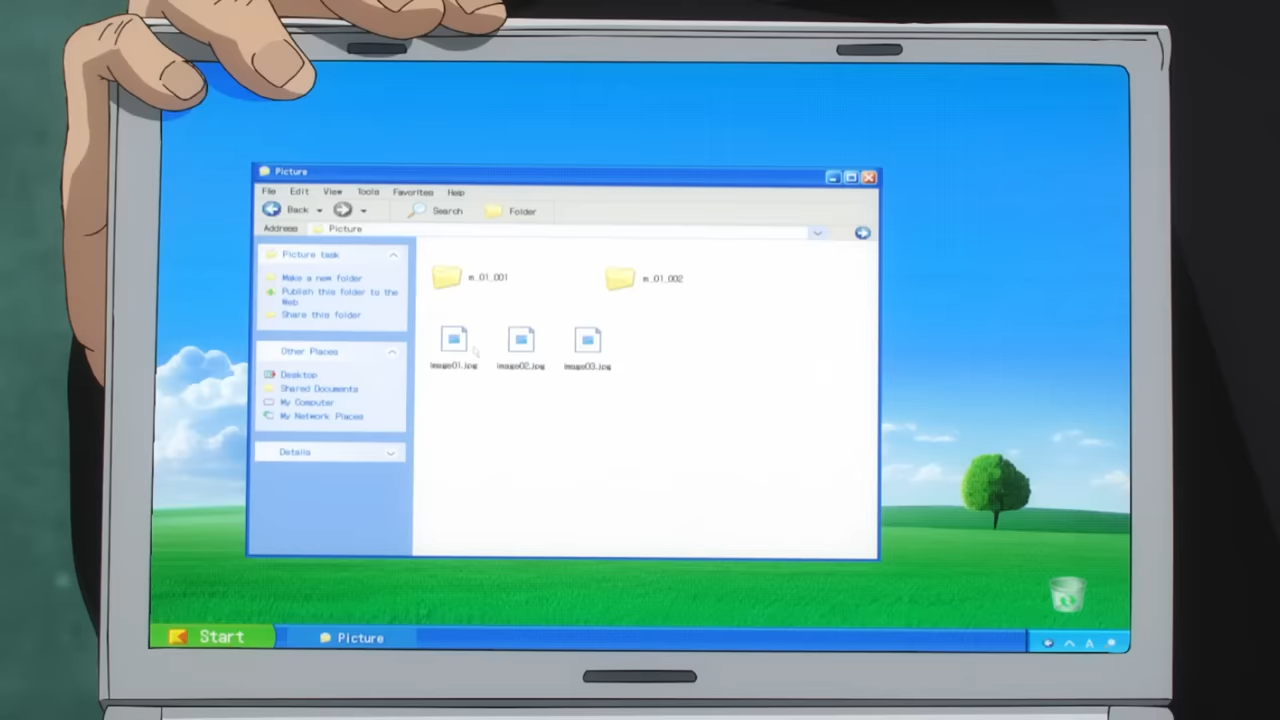 Picture
File Edit View Tools Favorites Help
Back Search Folder
Address Picture
Picture task
Make a new folder
Publish this folder to the
Web
Share this folder
Other Places
Desktop
Shared Documents
My Computer
My Network Places
Details
m_01_001 m_01_002
image01.jpg image02.jpg image03.jpg
Start Picture A